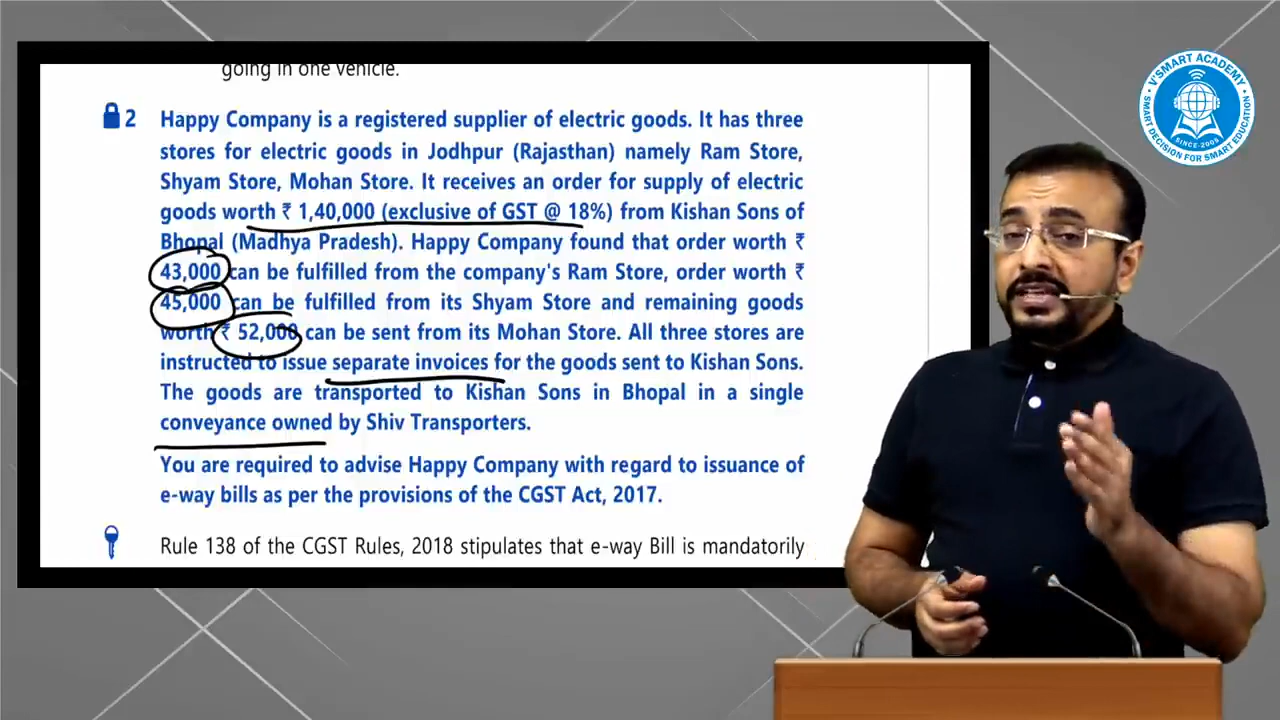 going in one vehicle.
2 Happy Company is a registered supplier of electric goods. It has three
stores for electric goods in Jodhpur (Rajasthan) namely Ram Store,
Shyam Store, Mohan Store. It receives an order for supply of electric
goods worth ₹ 1,40,000 (exclusive of GST @ 18%) from Kishan Sons of
Bhopal (Madhya Pradesh). Happy Company found that order worth ₹
43,000 can be fulfilled from the company's Ram Store, order worth ₹
45,000 can be fulfilled from its Shyam Store and remaining goods
worth ₹ 52,000 can be sent from its Mohan Store. All three stores are
instructed to issue separate invoices for the goods sent to Kishan Sons.
The goods are transported to Kishan Sons in Bhopal in a single
conveyance owned by Shiv Transporters.
You are required to advise Happy Company with regard to issuance of
e-way bills as per the provisions of the CGST Act, 2017.
Rule 138 of the CGST Rules, 2018 stipulates that e-way Bill is mandatorily
V'SMART ACADEMY
SINCE-2005
SMART DECISION FOR SMART EDUCATION